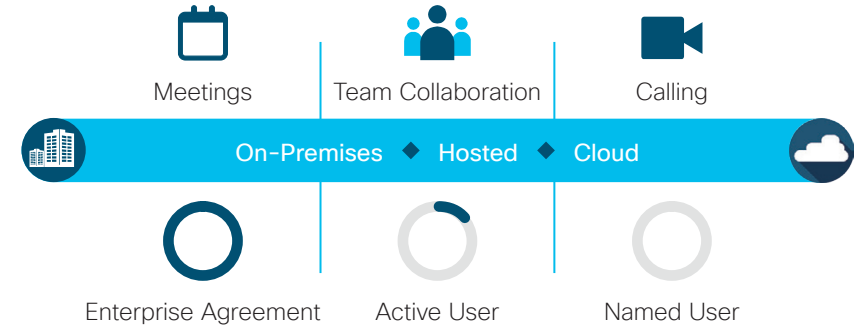 Meetings
Team Collaboration
Calling
On-Premises ◆ Hosted ◆ Cloud
Enterprise Agreement
Active User
Named User